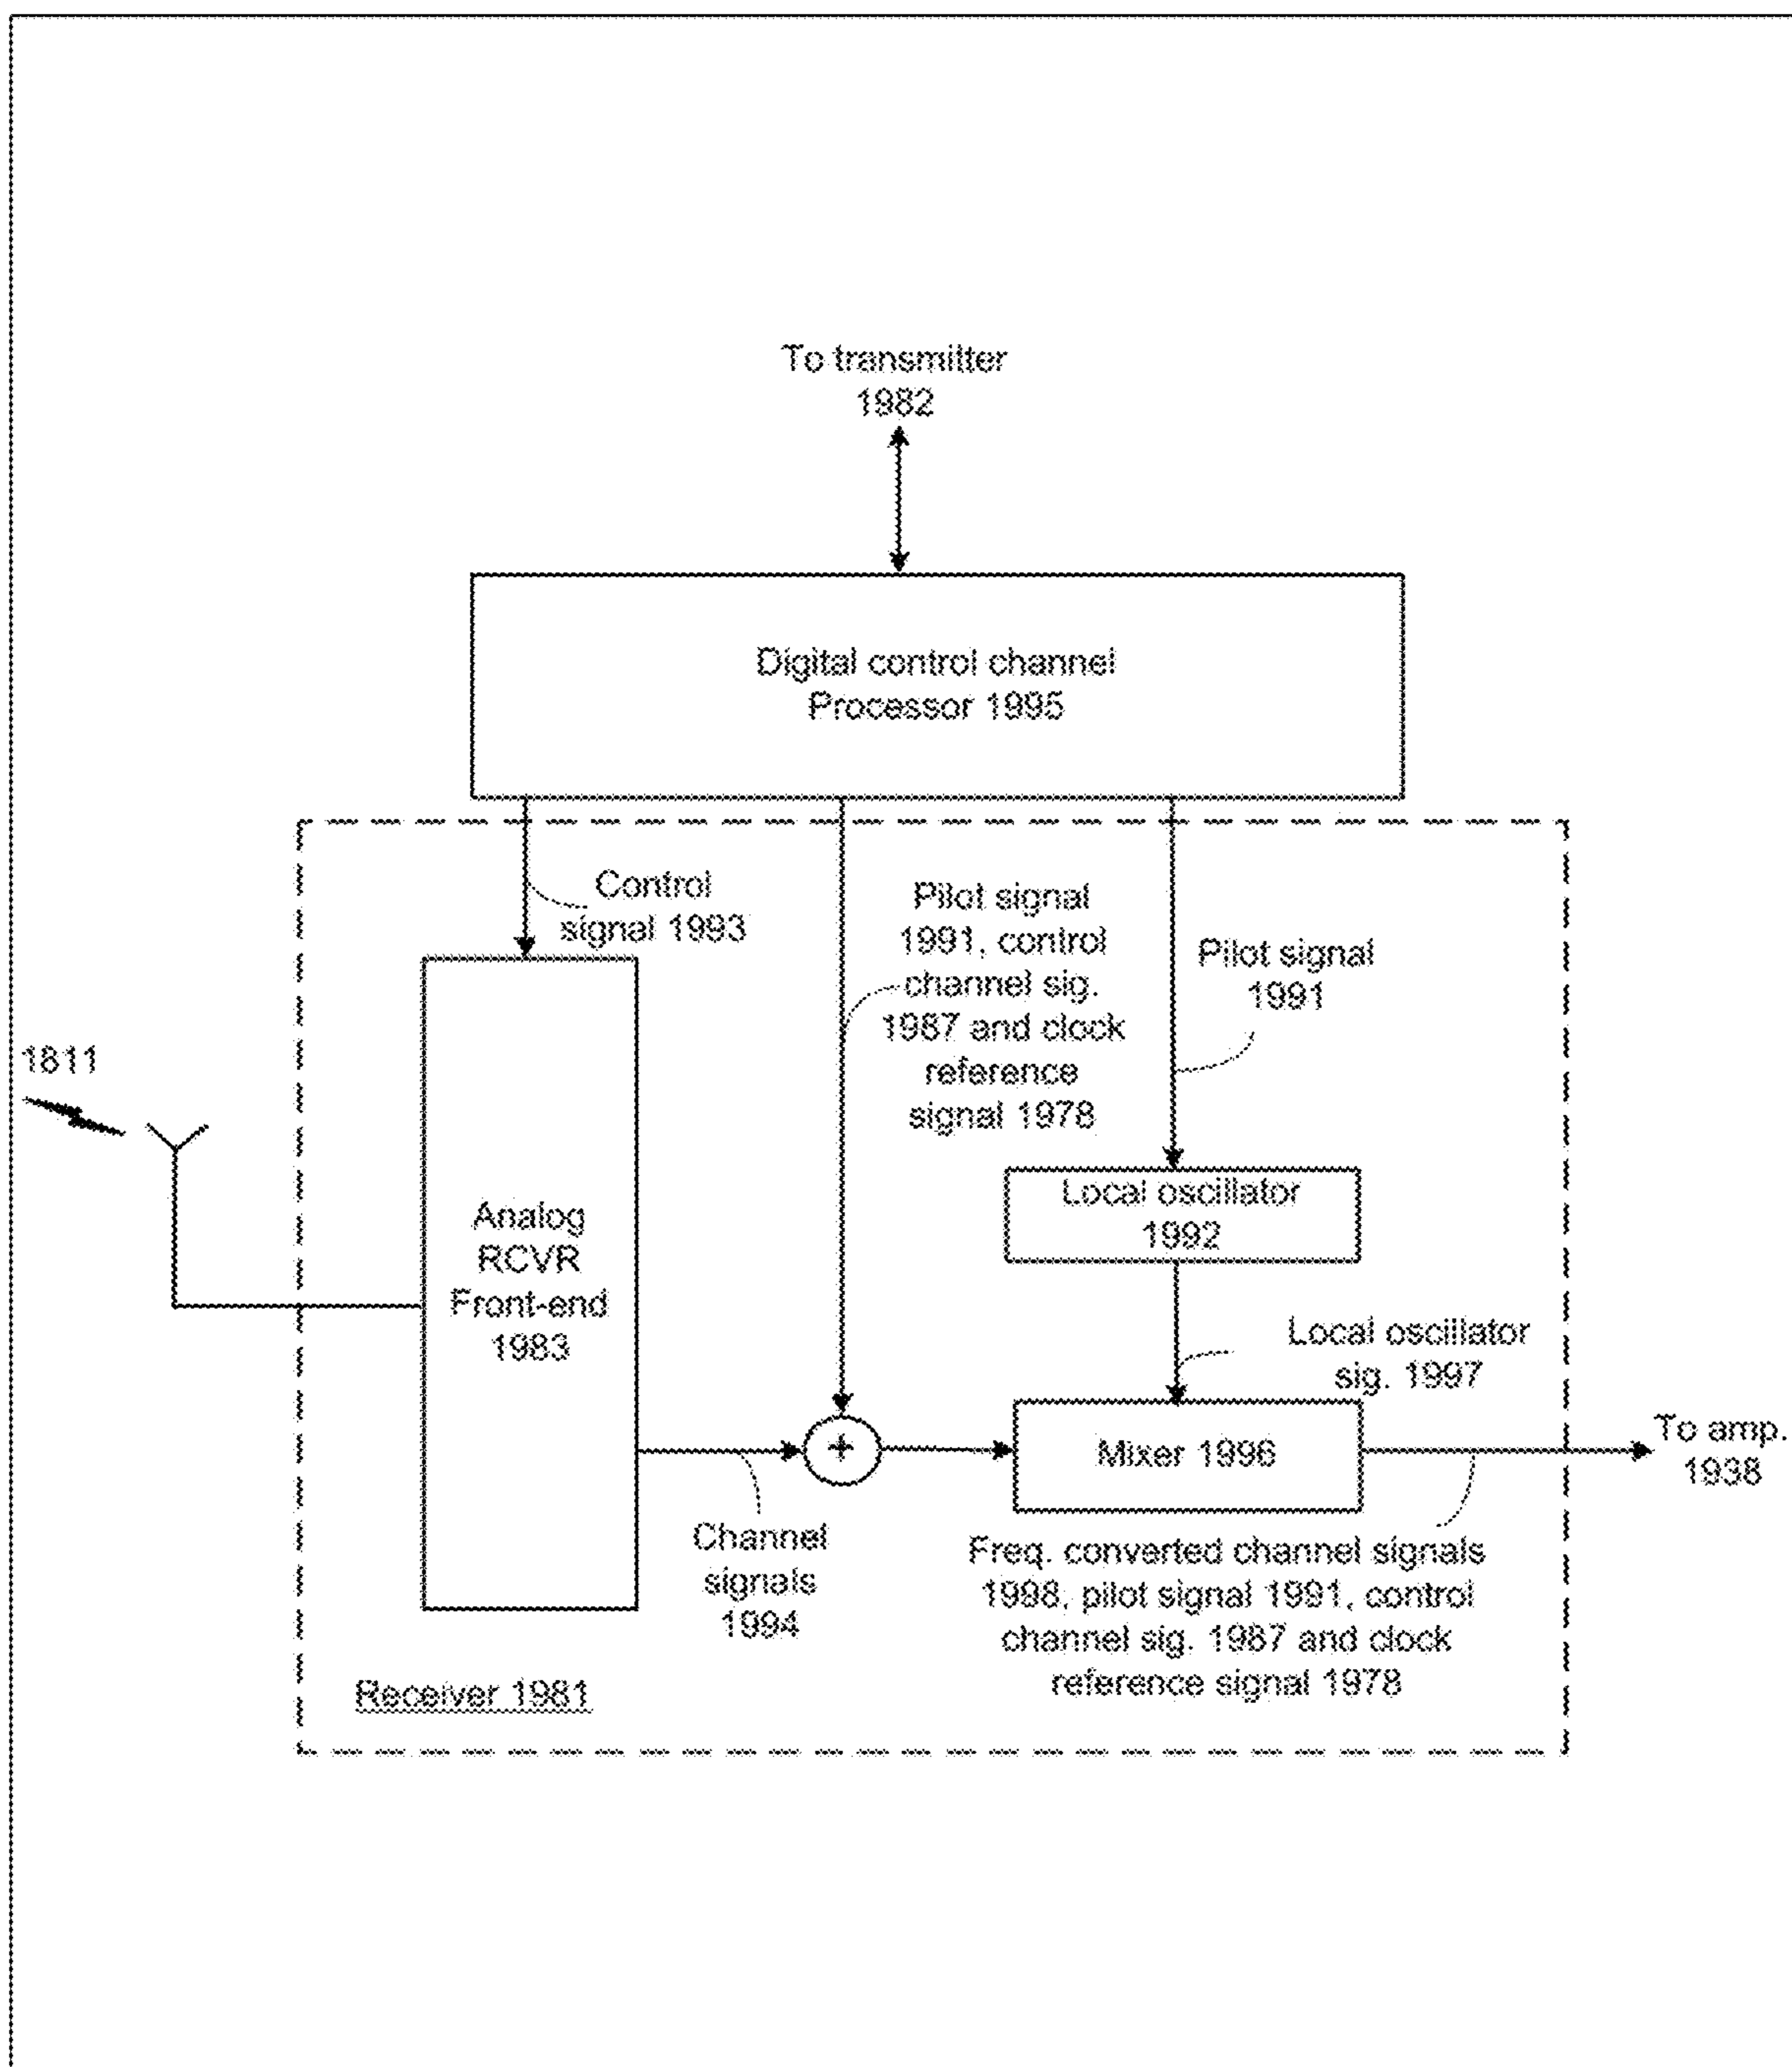 To transmitter
1982
Digital control channel
Processor 1995
Control
signal 1993
Pilot signal
1991, control
channel sig.
1987 and clock
reference
signal 1978
Pilot signal
1991
1811
Local oscillator
1992
Analog
RCVR
Front-end
1983
Local oscillator
sig. 1997
+
Mixer 1996
To amp.
1938
Channel
signals
1994
Freq. converted channel signals
1998, pilot signal 1991, control
channel sig. 1987 and clock
reference signal 1978
Receiver 1981